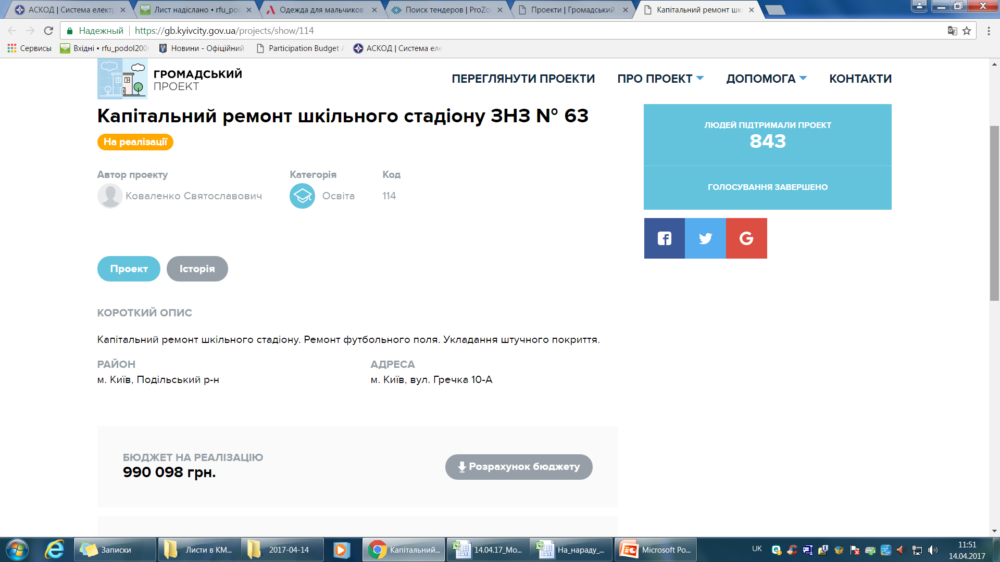 АСКОД | Система електр
Лист надіслано • rfu_po
Одежда для мальчиков
Поиск тендеров | ProZo
Проекти | Громадський
Капітальний ремонт шк
Надежный
https://gb.kyivcity.gov.ua/projects/show/114
Сервисы
Вхідні • rfu_podol200
Новини - Офіційний
Participation Budget A
АСКОД | Система еле
ГРОМАДСЬКИЙ
ПРОЕКТ
ПЕРЕГЛЯНУТИ ПРОЕКТИ
ПРО ПРОЕКТ
ДОПОМОГА
КОНТАКТИ
Капітальний ремонт шкільного стадіону ЗНЗ № 63
На реалізації
ЛЮДЕЙ ПІДТРИМАЛИ ПРОЕКТ
843
ГОЛОСУВАННЯ ЗАВЕРШЕНО
Автор проекту
Коваленко Святославович
Категорія
Освіта
Код
114
Проект
Історія
КОРОТКИЙ ОПИС
Капітальний ремонт шкільного стадіону. Ремонт футбольного поля. Укладання штучного покриття.
РАЙОН
м. Київ, Подільський р-н
АДРЕСА
м. Київ, вул. Гречка 10-А
БЮДЖЕТ НА РЕАЛІЗАЦІЮ
990 098 грн.
Розрахунок бюджету
Записки
Листи в КМ...
2017-04-14
Капітальний...
14.04.17_Мо...
На_нараду_...
Microsoft Po...
UK
11:51
14.04.2017